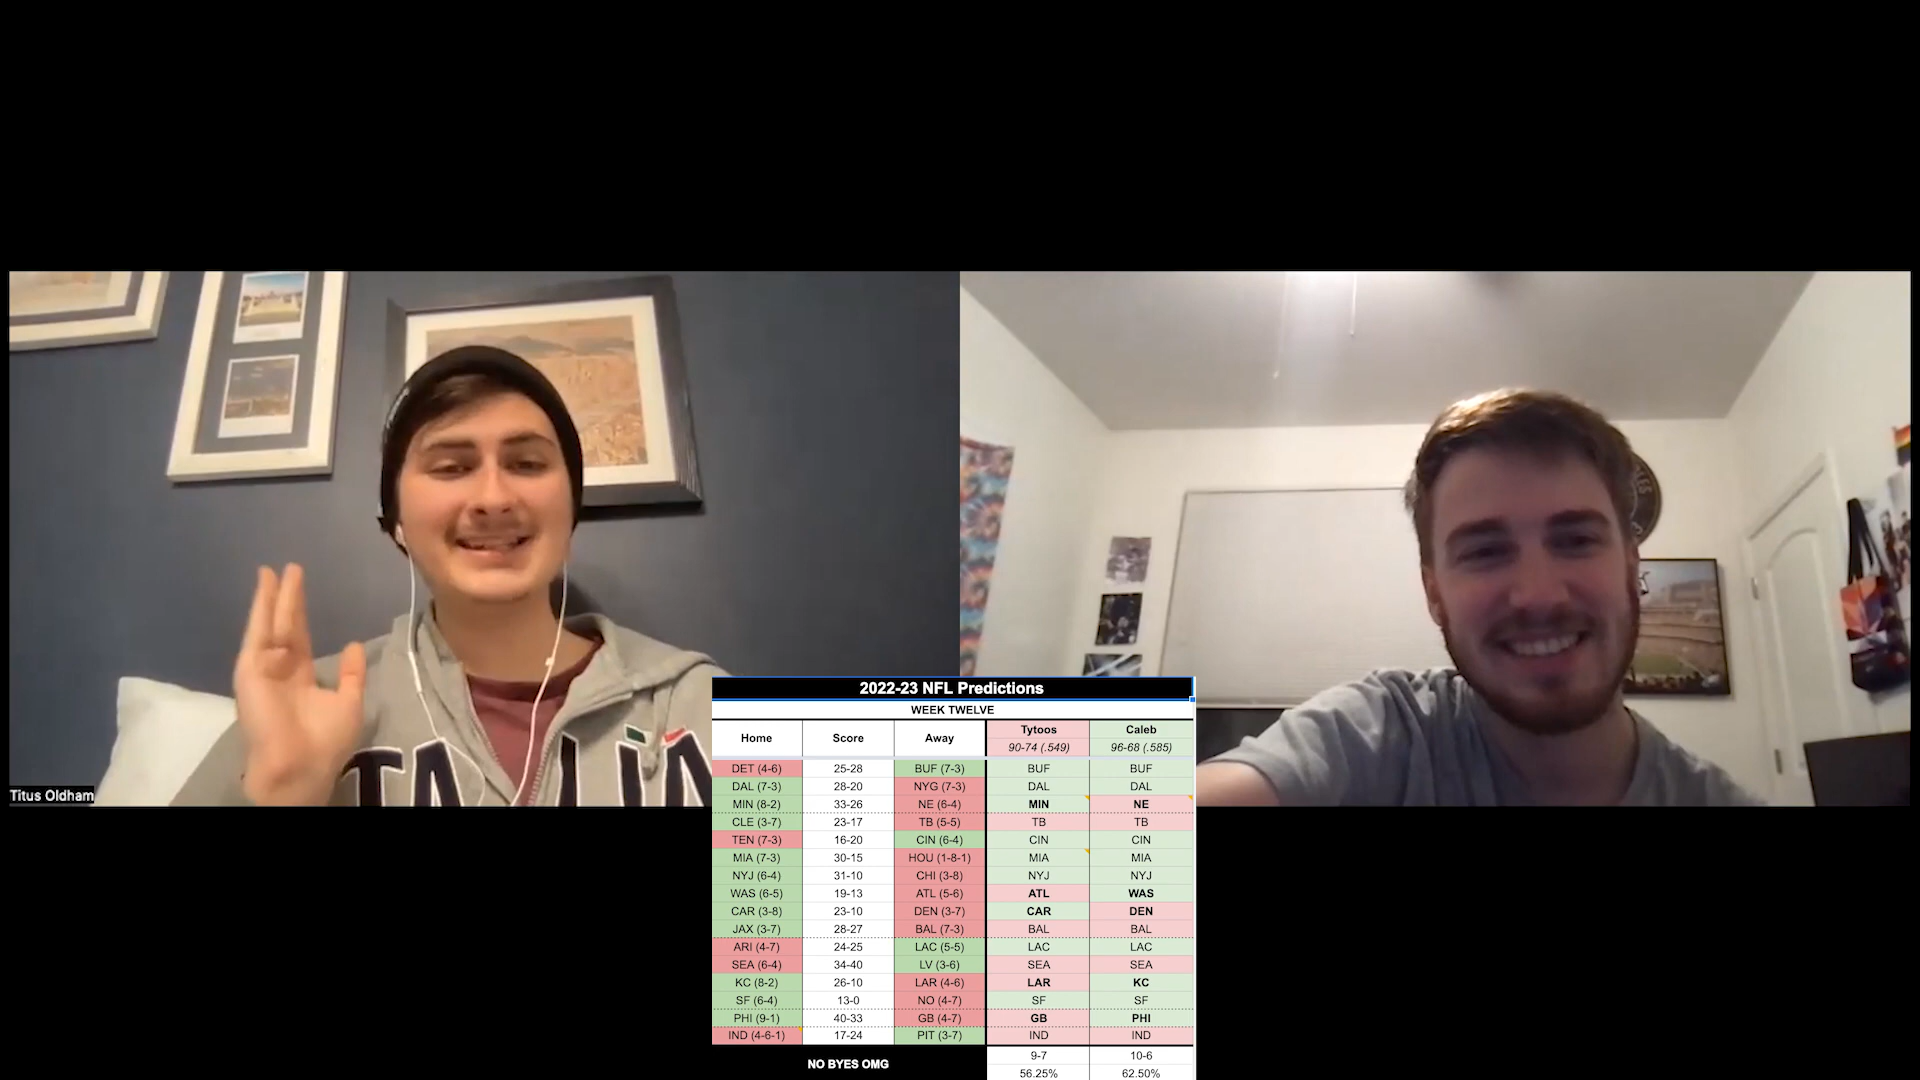 LES
Titus Oldham
ITALIA
2022-23 NFL Predictions
WEEK TWELVE
Home Score Away Tytoos Caleb
90-74 (.549) 96-68 (.585)
DET (4-6) 25-28 BUF (7-3) BUF BUF
DAL (7-3) 28-20 NYG (7-3) DAL DAL
MIN (8-2) 33-26 NE (6-4) MIN NE
CLE (3-7) 23-17 TB (5-5) TB TB
TEN (7-3) 16-20 CIN (6-4) CIN CIN
MIA (7-3) 30-15 HOU (1-8-1) MIA MIA
NYJ (6-4) 31-10 CHI (3-8) NYJ NYJ
WAS (6-5) 19-13 ATL (5-6) ATL WAS
CAR (3-8) 23-10 DEN (3-7) CAR DEN
JAX (3-7) 28-27 BAL (7-3) BAL BAL
ARI (4-7) 24-25 LAC (5-5) LAC LAC
SEA (6-4) 34-40 LV (3-6) SEA SEA
KC (8-2) 26-10 LAR (4-6) LAR KC
SF (6-4) 13-0 NO (4-7) SF SF
PHI (9-1) 40-33 GB (4-7) GB PHI
IND (4-6-1) 17-24 PIT (3-7) IND IND
NO BYES OMG
9-7 10-6
56.25% 62.50%